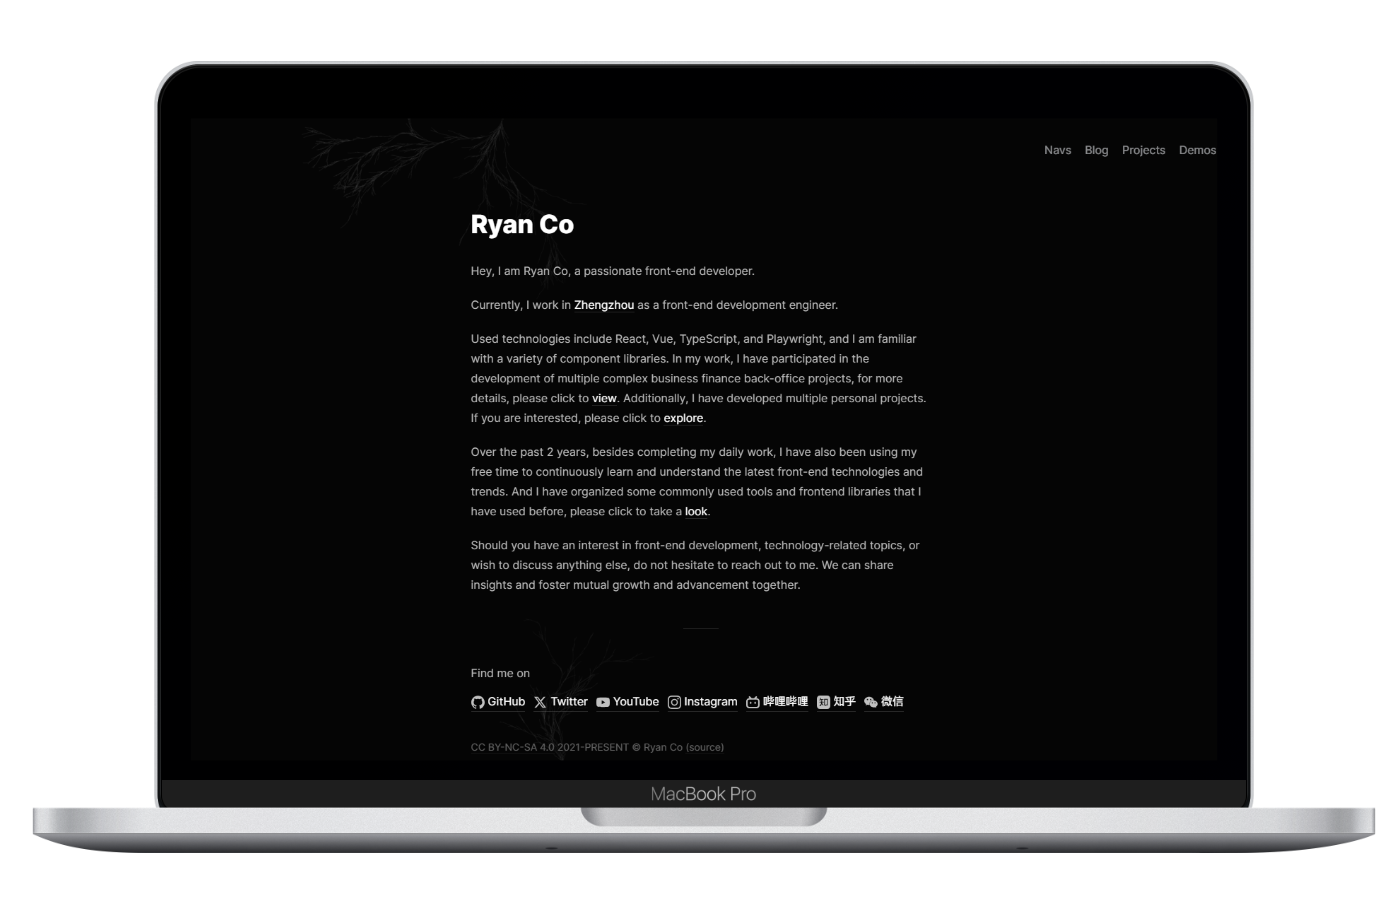 Navs Blog Projects Demos
Ryan Co
Hey, I am Ryan Co, a passionate front-end developer.
Currently, I work in Zhengzhou as a front-end development engineer.
Used technologies include React, Vue, TypeScript, and Playwright, and I am familiar
with a variety of component libraries. In my work, I have participated in the
development of multiple complex business finance back-office projects, for more
details, please click to view. Additionally, I have developed multiple personal projects.
If you are interested, please click to explore.
Over the past 2 years, besides completing my daily work, I have also been using my
free time to continuously learn and understand the latest front-end technologies and
trends. And I have organized some commonly used tools and frontend libraries that I
have used before, please click to take a look.
Should you have an interest in front-end development, technology-related topics, or
wish to discuss anything else, do not hesitate to reach out to me. We can share
insights and foster mutual growth and advancement together.
Find me on
GitHub Twitter YouTube Instagram 哔哩哔哩 知乎 微信
CC BY-NC-SA 4.0 2021-PRESENT © Ryan Co (source)
MacBook Pro